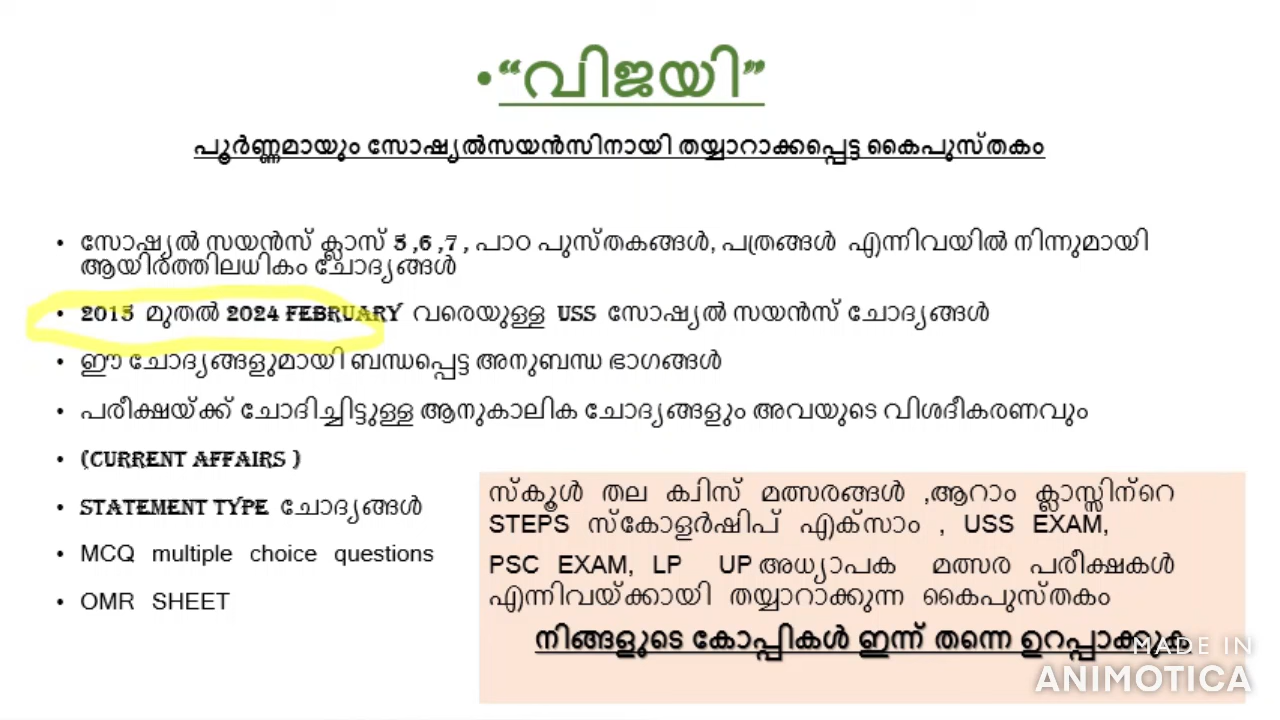 •“വിജയി”
പൂർണ്ണമായും സോഷ്യൽസയൻസിനായി തയ്യാറാക്കപ്പെട്ട കൈപുസ്തകം
• സോഷ്യൽ സയൻസ് ക്ലാസ് 5 ,6 ,7 , പാഠ പുസ്തകങ്ങൾ, പത്രങ്ങൾ എന്നിവയിൽ നിന്നുമായി
ആയിരത്തിലധികം ചോദ്യങ്ങൾ
• 2015 മുതൽ 2024 FEBRUARY വരെയുള്ള USS സോഷ്യൽ സയൻസ് ചോദ്യങ്ങൾ
• ഈ ചോദ്യങ്ങളുമായി ബന്ധപ്പെട്ട അനുബന്ധ ഭാഗങ്ങൾ
• പരീക്ഷയ്ക്ക് ചോദിച്ചിട്ടുള്ള ആനുകാലിക ചോദ്യങ്ങളും അവയുടെ വിശദീകരണവും
• (CURRENT AFFAIRS )
• STATEMENT TYPE ചോദ്യങ്ങൾ
• MCQ multiple choice questions
• OMR SHEET
സ്കൂൾ തല ക്വിസ് മത്സരങ്ങൾ ,ആറാം ക്ലാസ്സിന്റെ
STEPS സ്കോളർഷിപ് എക്സാം , USS EXAM,
PSC EXAM, LP UP അധ്യാപക മത്സര പരീക്ഷകൾ
എന്നിവയ്ക്കായി തയ്യാറാക്കുന്ന കൈപുസ്തകം
നിങ്ങളുടെ കോപ്പികൾ ഇന്ന് തന്നെ ഉറപ്പാക്കുക
MADE IN
ANIMOTICA